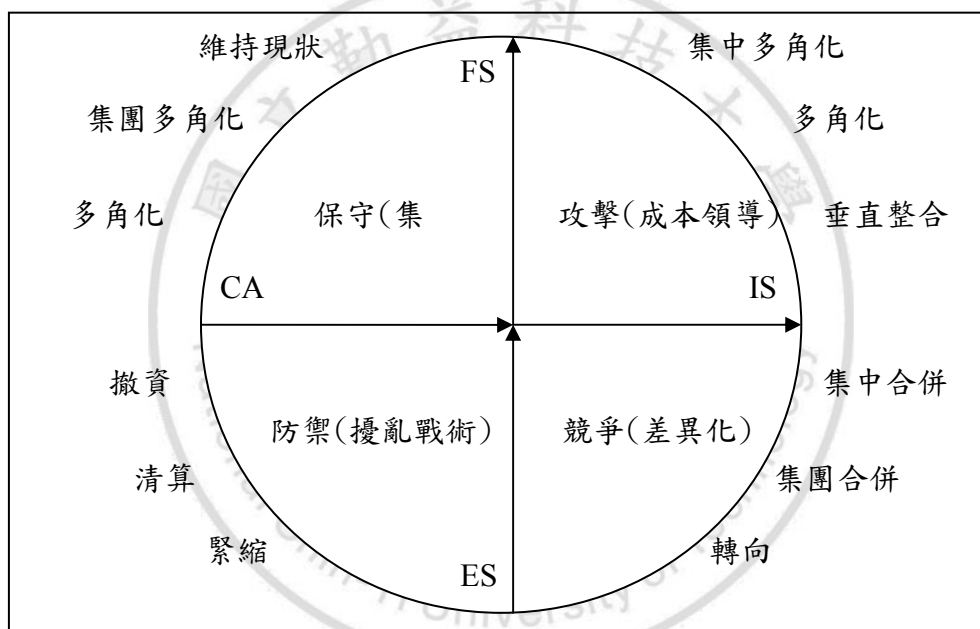 維持現狀
FS
集中多角化
集團多角化
多角化
多角化
保守(集
攻擊(成本領導)
垂直整合
CA
IS
撤資
集中合併
防禦(擾亂戰術)
競爭(差異化)
清算
集團合併
緊縮
ES
轉向